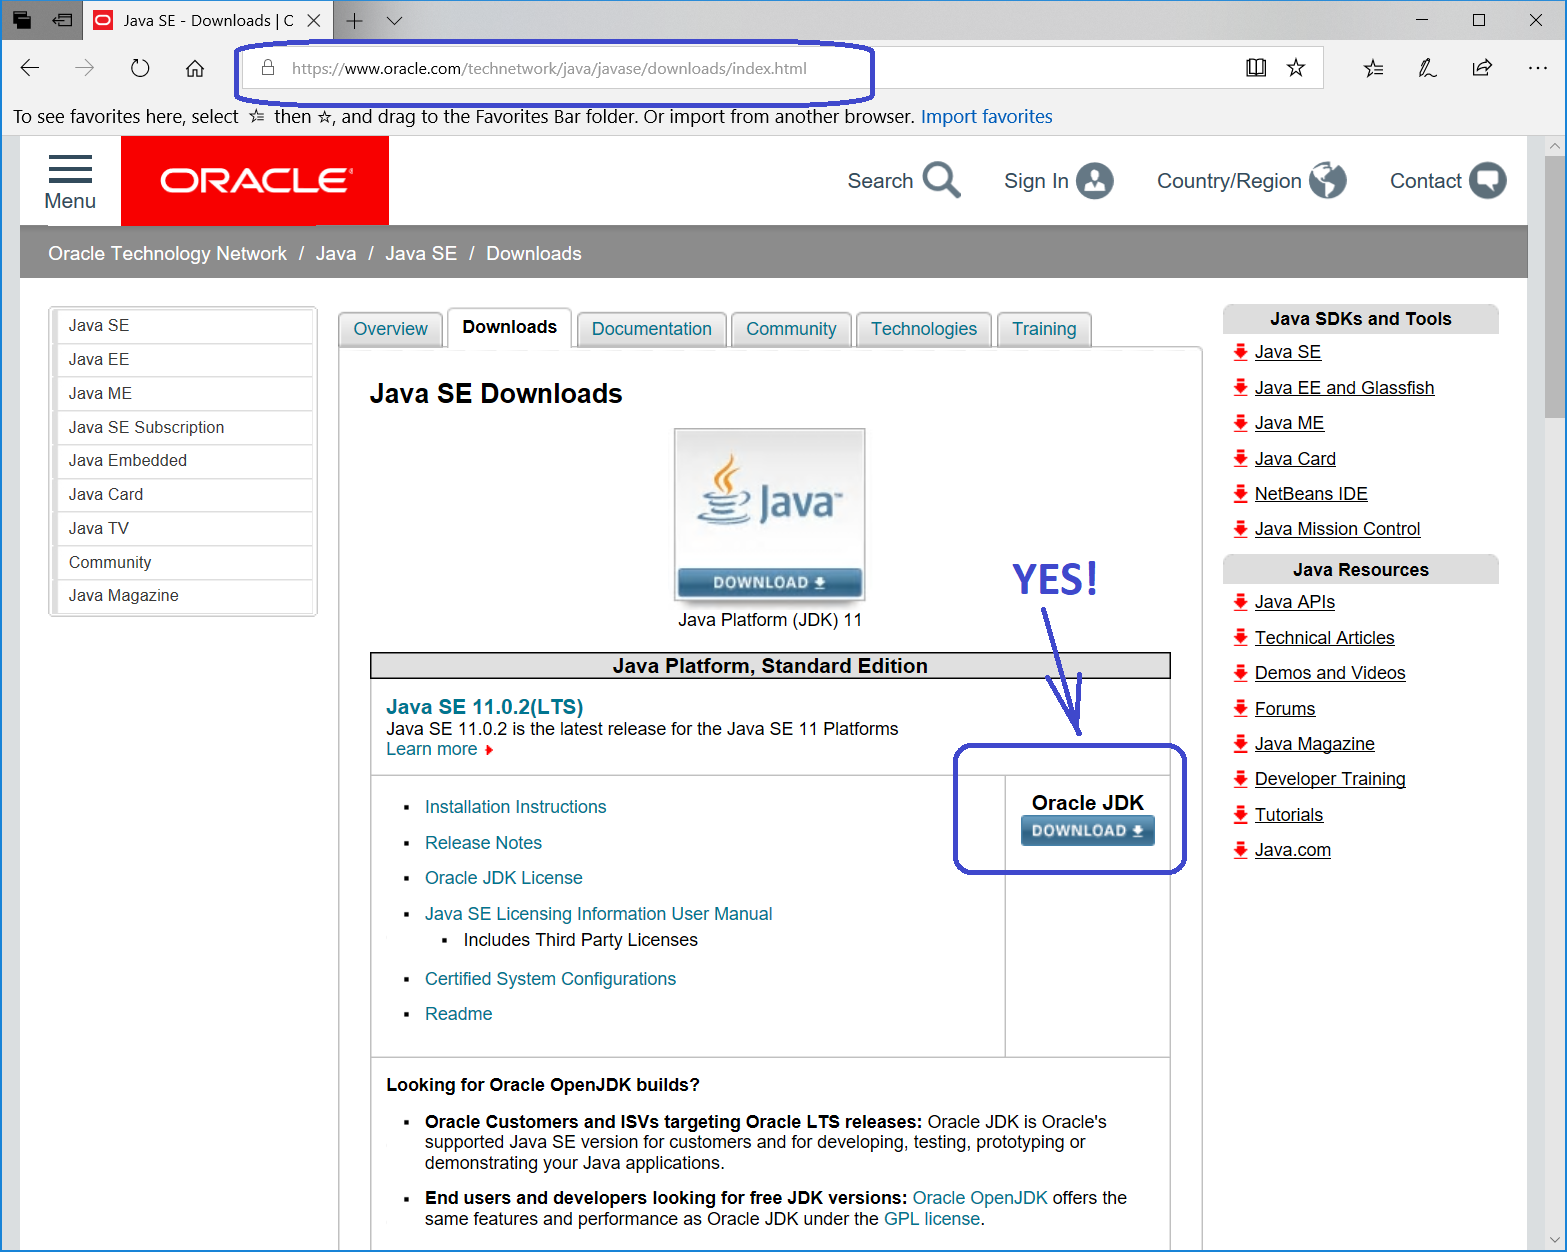 Java SE - Downloads | C
https://www.oracle.com/technetwork/java/javase/downloads/index.html
To see favorites here, select then , and drag to the Favorites Bar folder. Or import from another browser. Import favorites
Menu
ORACLE
Search
Sign In
Country/Region
Contact
Oracle Technology Network / Java / Java SE / Downloads
Java SE
Java EE
Java ME
Java SE Subscription
Java Embedded
Java Card
Java TV
Community
Java Magazine
Overview
Downloads
Documentation
Community
Technologies
Training
Java SE Downloads
Java™
DOWNLOAD
Java Platform (JDK) 11
YES!
Java Platform, Standard Edition
Java SE 11.0.2(LTS)
Java SE 11.0.2 is the latest release for the Java SE 11 Platforms
Learn more
Installation Instructions
Release Notes
Oracle JDK License
Java SE Licensing Information User Manual
Includes Third Party Licenses
Certified System Configurations
Readme
Oracle JDK
DOWNLOAD
Looking for Oracle OpenJDK builds?
Oracle Customers and ISVs targeting Oracle LTS releases: Oracle JDK is Oracle's
supported Java SE version for customers and for developing, testing, prototyping or
demonstrating your Java applications.
End users and developers looking for free JDK versions: Oracle OpenJDK offers the
same features and performance as Oracle JDK under the GPL license.
Java SDKs and Tools
Java SE
Java EE and Glassfish
Java ME
Java Card
NetBeans IDE
Java Mission Control
Java Resources
Java APIs
Technical Articles
Demos and Videos
Forums
Java Magazine
Developer Training
Tutorials
Java.com